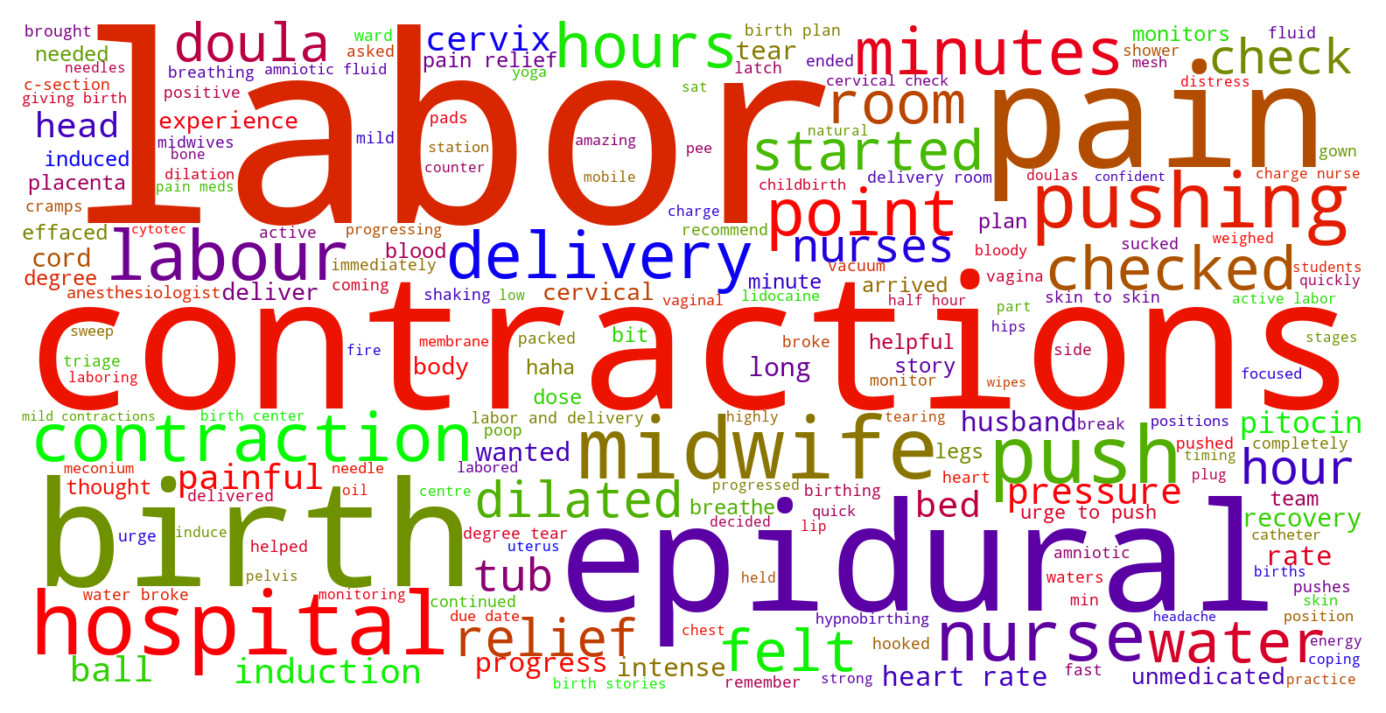 brought
needed
needles
c-section
giving birth
head
induced
placenta
cramps
effaced
cord
degree
doula
ward
asked
breathing
amniotic fluid
positive
experience
midwives
bone
dilation
pain meds
cytotec
mild
labor
cervix
pain relief
yoga
pads
station
counter
hours
amazing
mobile
sat
pee
birth plan
tear
latch
ended
minutes
cervical check
room
natural
started
childbirth
delivery room
charge
recommend
point
monitors
shower
mesh
fluid
check
distress
pain
gown
doulas
confident
charge nurse
pushing
plan
nurses
bloody
sucked
weighed
labour
active
progressing
blood
immediately
coming
anesthesiologist
deliver
delivery
shaking
low
cervical
vaginal
minute
lidocaine
vacuum
arrived
half hour
vagina
part
checked
skin to skin
students
quickly
active labor
stages
contractions
sweep
triage
laboring
fire
membrane
body
packed
haha
dose
bit
long
broke
helpful
story
monitor
hips
wipes
side
focused
mild contractions
birth center
contraction
labor and delivery
poop
wanted
labored
highly
tearing
midwife
legs
husband
break
positions
pitocin
push
pushed
timing
completely
plug
hour
meconium
thought
painful
needle
delivered
oil
centre
dilated
breathe
progressed
birthing
quick
decided
lip
bed
heart
pressure
urge to push
team
recovery
catheter
rate
birth
urge
induce
helped
pelvis
degree tear
uterus
tub
held
epidural
amniotic
waters
min
births
pushes
skin
position
water broke
monitoring
continued
due date
hospital
relief
chest
felt
hypnobirthing
hooked
nurse
water
headache
energy
coping
practice
ball
induction
progress
intense
birth stories
remember
strong
heart rate
fast
unmedicated